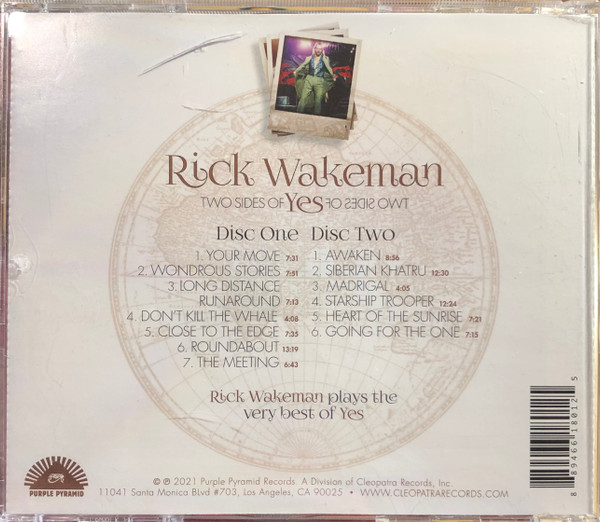 Rick Wakeman
TWO SIDES OF Yes TWO SIDES OF
Disc One
1. YOUR MOVE 7:31
2. WONDROUS STORIES 7:51
3. LONG DISTANCE
RUNAROUND 7:13
4. DON'T KILL THE WHALE 4:08
5. CLOSE TO THE EDGE 7:35
6. ROUNDABOUT 13:19
7. THE MEETING 6:43
Disc Two
1. AWAKEN 8:56
2. SIBERIAN KHATRU 12:30
3. MADRIGAL 4:05
4. STARSHIP TROOPER 12:24
5. HEART OF THE SUNRISE 7:21
6. GOING FOR THE ONE 7:15
Rick Wakeman plays the
very best of Yes
8 89466 18012 5
PURPLE PYRAMID
© ℗ 2021 Purple Pyramid Records. A Division of Cleopatra Records, Inc.
11041 Santa Monica Blvd #703, Los Angeles, CA 90025 • WWW.CLEOPATRARECORDS.COM